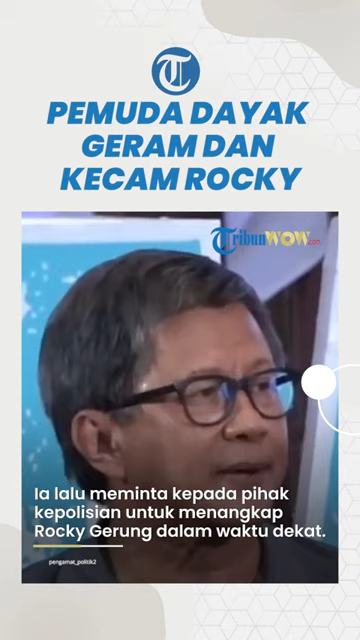 PEMUDA DAYAK
GERAM DAN
KECAM ROCKY
TribunWOW.com
Ia lalu meminta kepada pihak
kepolisian untuk menangkap
Rocky Gerung dalam waktu dekat.
pengamat_politik2